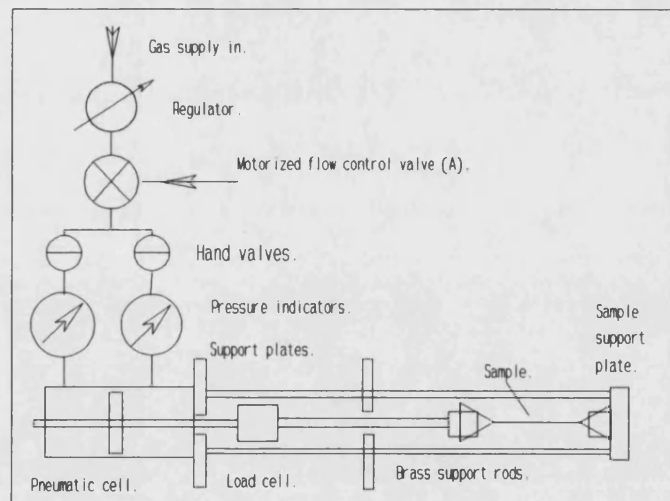 Gas supply in.
Regulator.
Motorized flow control valve (A).
Hand valves.
Pressure indicators.
Support plates.
Sample
support
plate.
Sample.
Pneumatic cell.
Load cell.
Brass support rods.